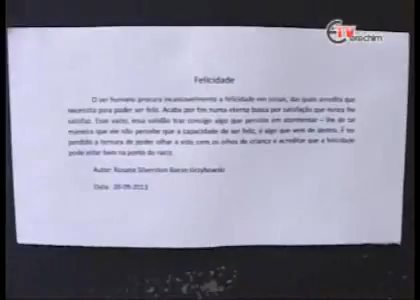 Erechim
Felicidade
O ser humano procura incansavelmente a felicidade em coisas, das quais acredita que
necessita para poder ser feliz. Acaba por fim numa eterna busca por satisfação que nunca lhe
satisfaz. Esse vazio, essa solidão traz consigo algo que persiste em atormentar – lhe de tal
maneira que ele não percebe que a capacidade de ser feliz, é algo que vem de dentro. É ter
perdido a ternura de poder olhar a vida com os olhos de criança e acreditar que a felicidade
pode estar bem na ponta do nariz.
Autor: Rosane
Data: 20-09-2013